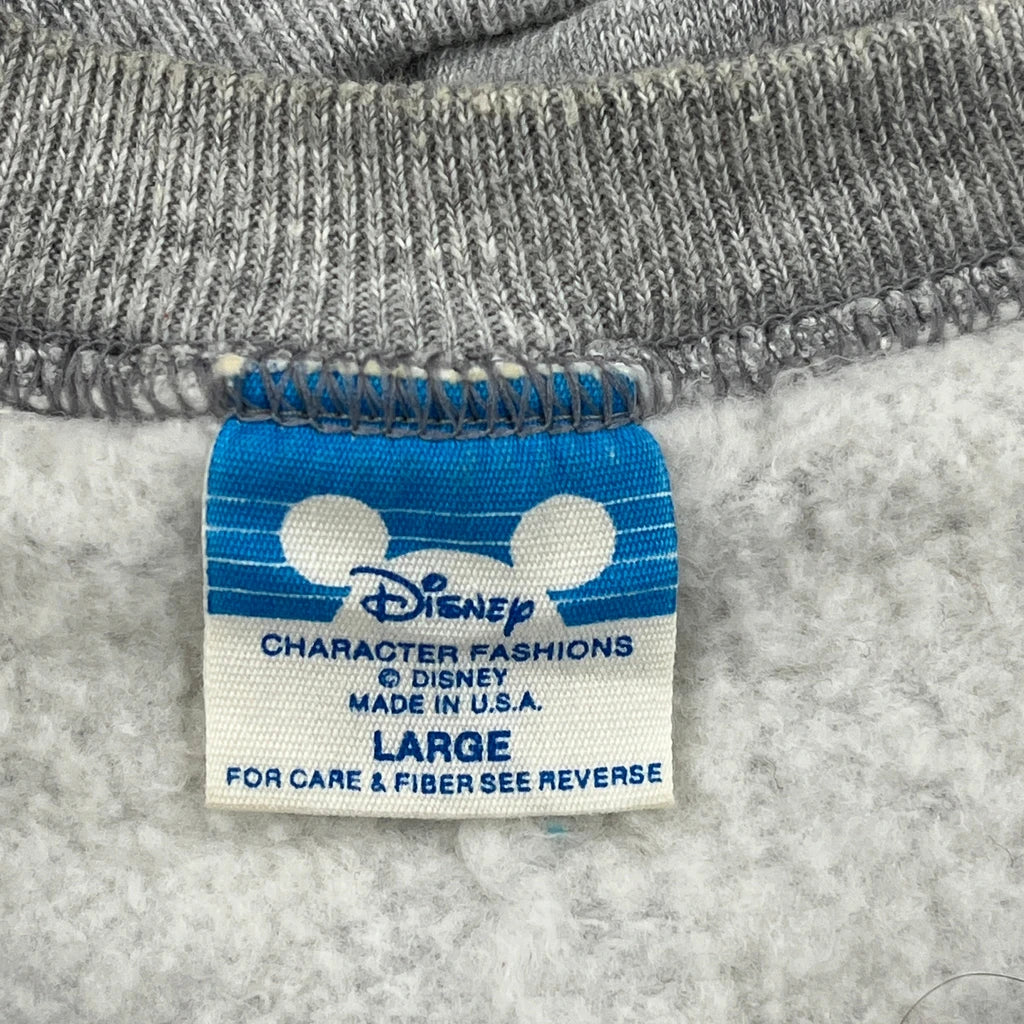 Disney
CHARACTER FASHIONS
© DISNEY
MADE IN U.S.A.
LARGE
FOR CARE & FIBER SEE REVERSE